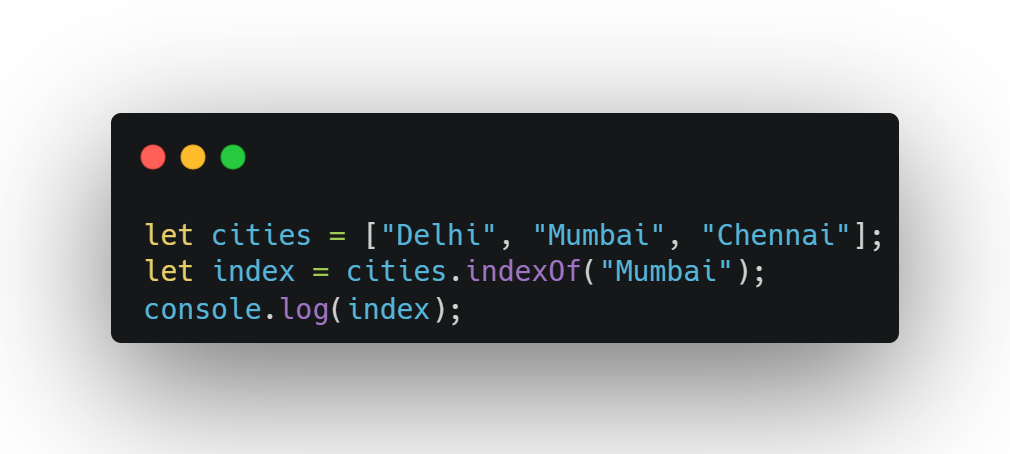 let cities = ["Delhi", "Mumbai", "Chennai"];
let index = cities.indexOf("Mumbai");
console.log(index);